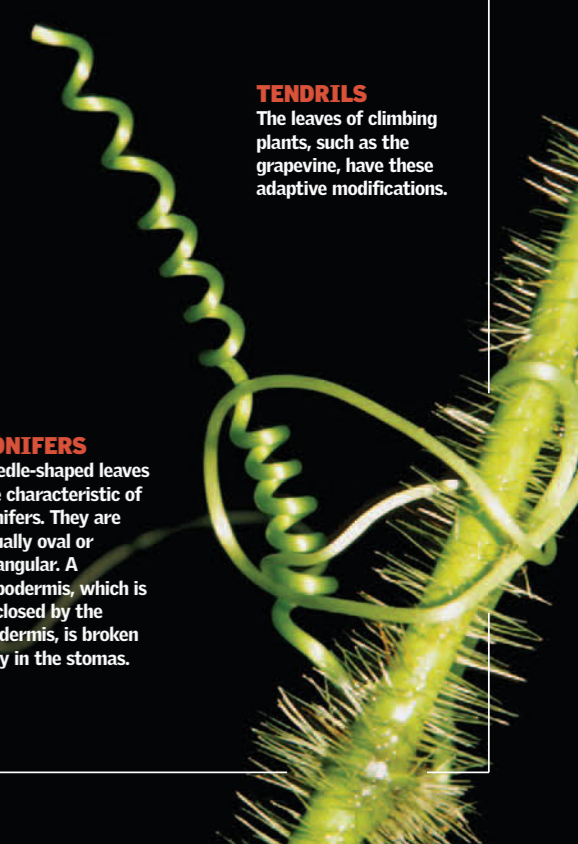 TENDRILS
The leaves of climbing
plants, such as the
grapevine, have these
adaptive modifications.
ONIFERS
edle-shaped leaves
e characteristic of
nifers. They are
ually oval or
angular. A
podermis, which is
closed by the
dermis, is broken
y in the stomas.